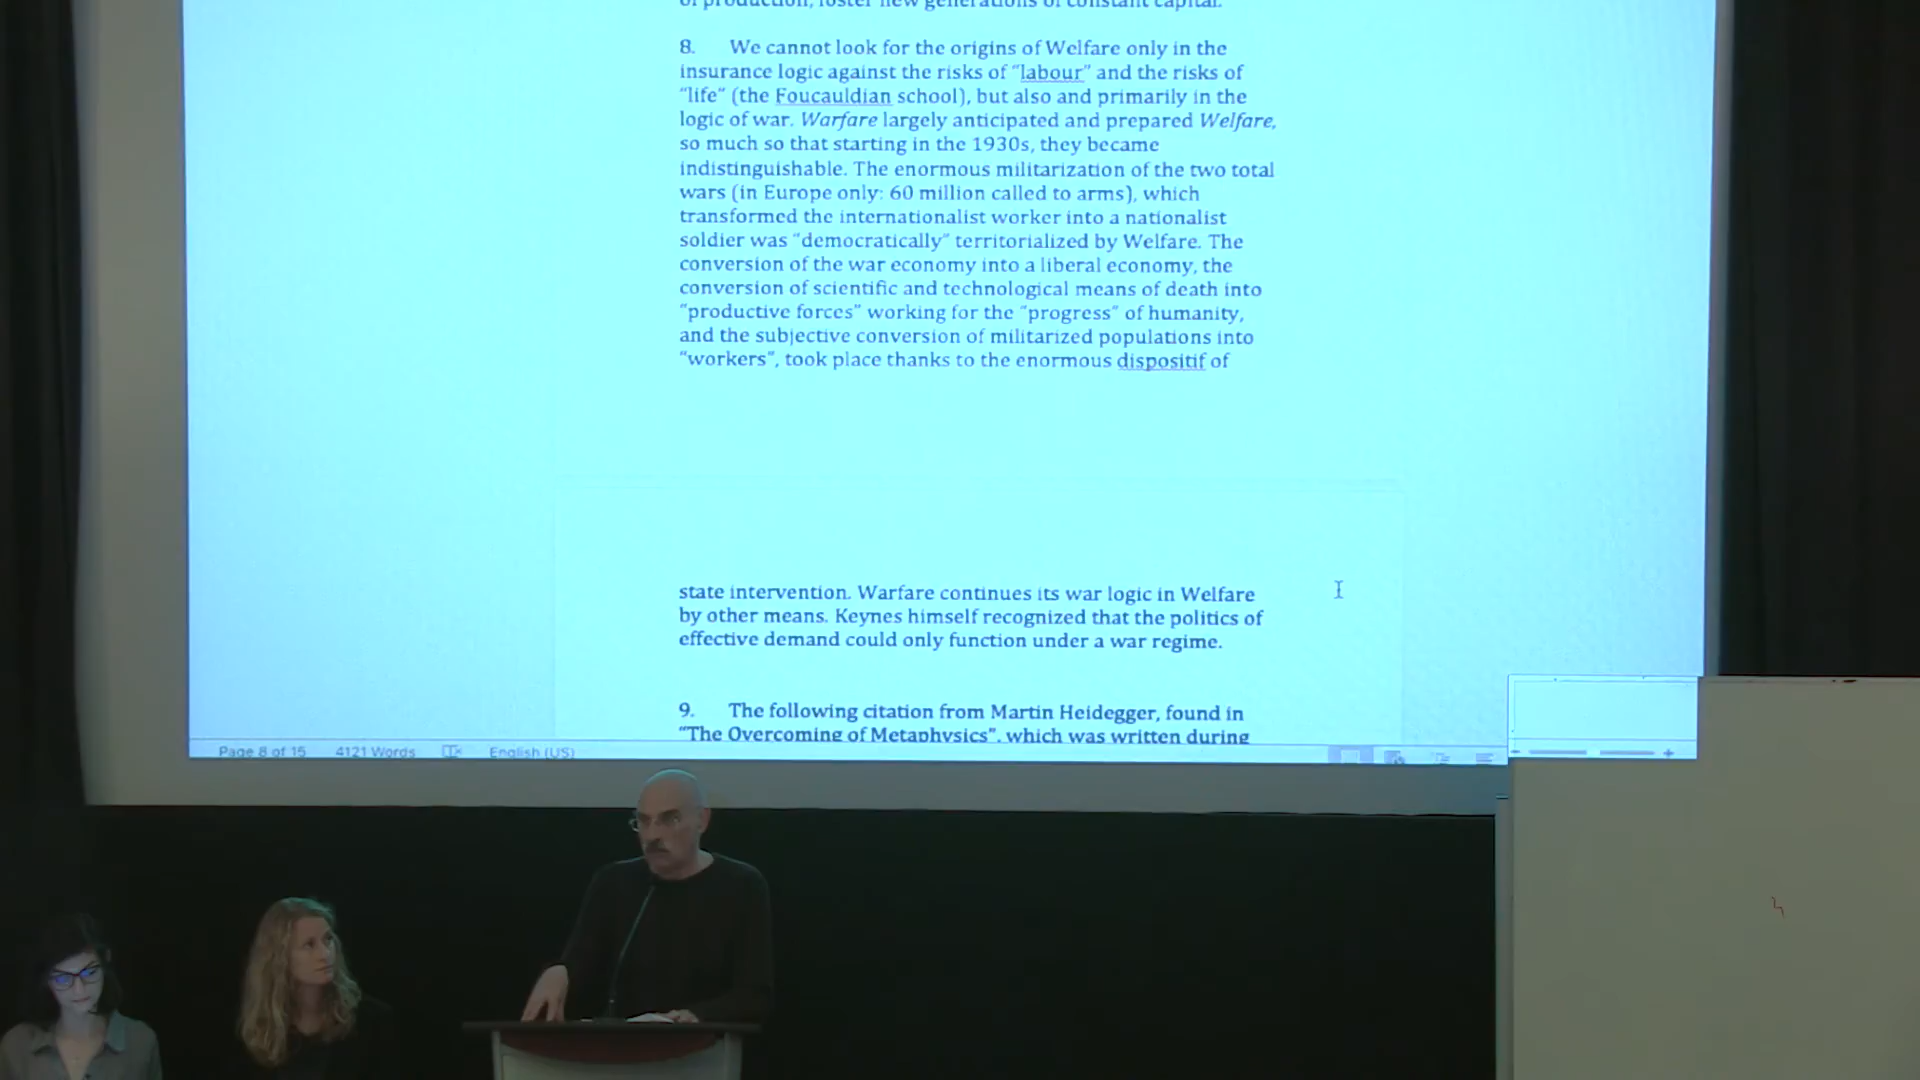 of production, foster new generations of constant capital.
8. We cannot look for the origins of Welfare only in the
insurance logic against the risks of “labour” and the risks of
“life” (the Foucauldian school), but also and primarily in the
logic of war. Warfare largely anticipated and prepared Welfare,
so much so that starting in the 1930s, they became
indistinguishable. The enormous militarization of the two total
wars (in Europe only: 60 million called to arms), which
transformed the internationalist worker into a nationalist
soldier was “democratically” territorialized by Welfare. The
conversion of the war economy into a liberal economy, the
conversion of scientific and technological means of death into
“productive forces” working for the “progress” of humanity,
and the subjective conversion of militarized populations into
“workers”, took place thanks to the enormous dispositif of
state intervention. Warfare continues its war logic in Welfare
by other means. Keynes himself recognized that the politics of
effective demand could only function under a war regime.
9. The following citation from Martin Heidegger, found in
“The Overcoming of Metaphysics”, which was written during
Page 8 of 15 4121 Words English (US)